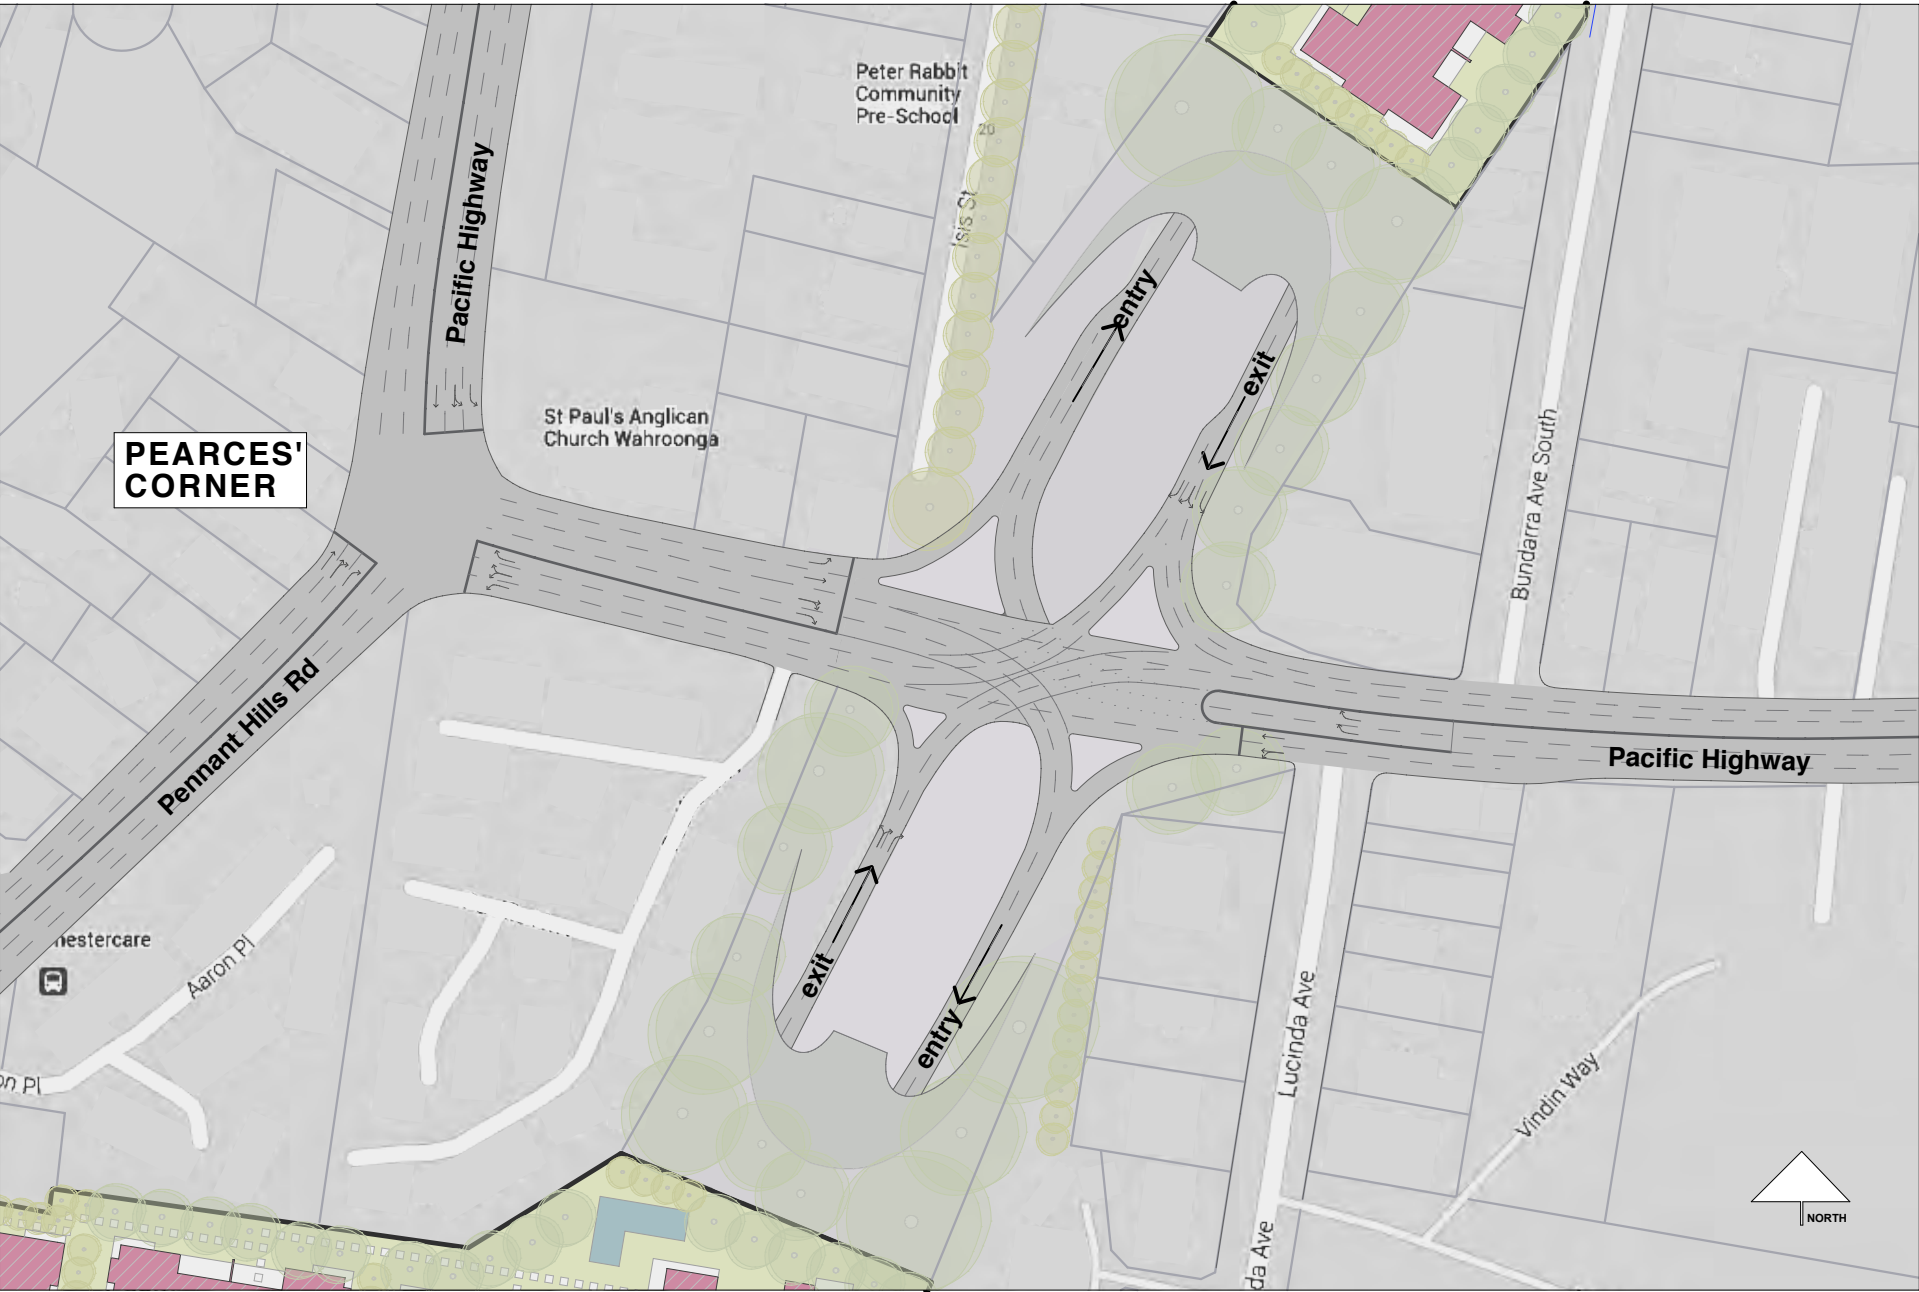 Peter Rabbit
Community
Pre-School
20
Isis St
Pacific Highway
entry
exit
St Paul's Anglican
Church Wahroonga
PEARCES'
CORNER
Bundarra Ave South
Pennant Hills Rd
Pacific Highway
exit
entry
Aaron Pl
Lucinda Ave
Vindin Way
on Pl
da Ave
NORTH